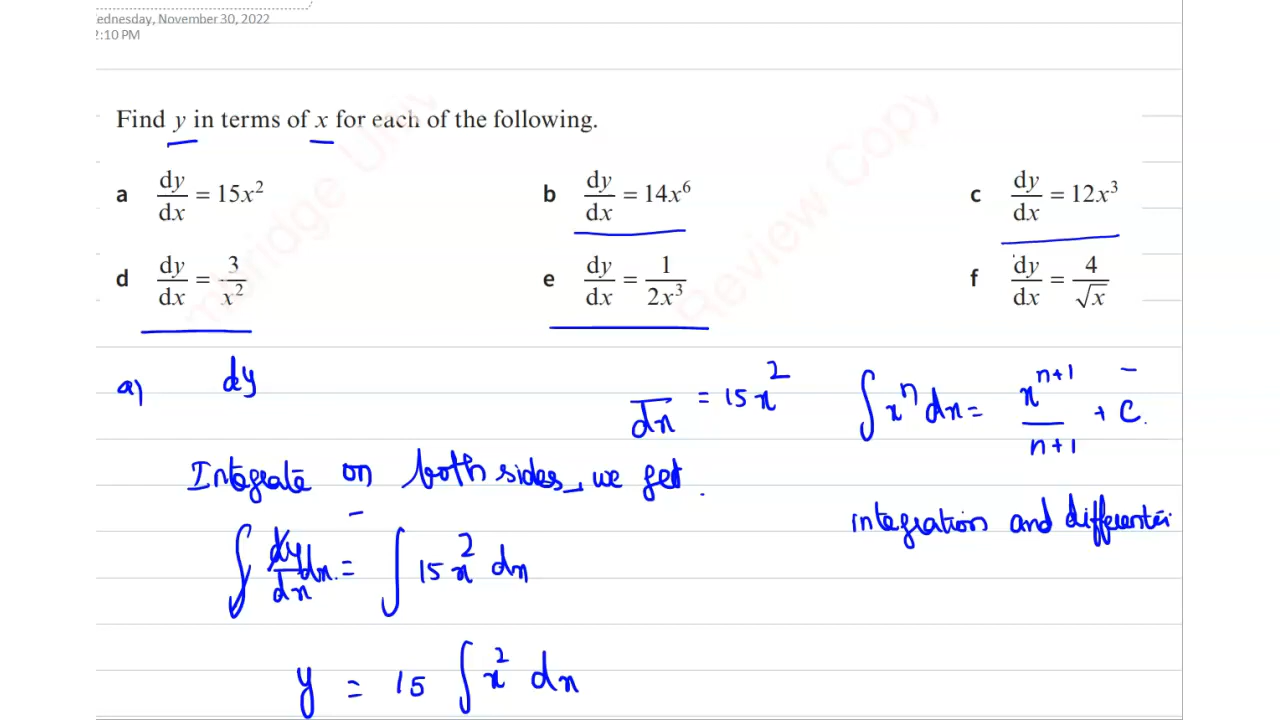 ednesday, November 30, 2022
2:10 PM
Find y in terms of x for each of the following.
a dy/dx = 15x² b dy/dx = 14x⁶ c dy/dx = 12x³
d dy/dx = 3/x² e dy/dx = 1/2x³ f dy/dx = 4/√x
a) dy
dx = 15x² ∫xⁿ dx = xⁿ⁺¹/n+1 + C.
Integrate on both sides, we get.
integration and differenti
∫ dy/dx dx = ∫ 15x² dx
y = 15 ∫ x² dx
Review Copy